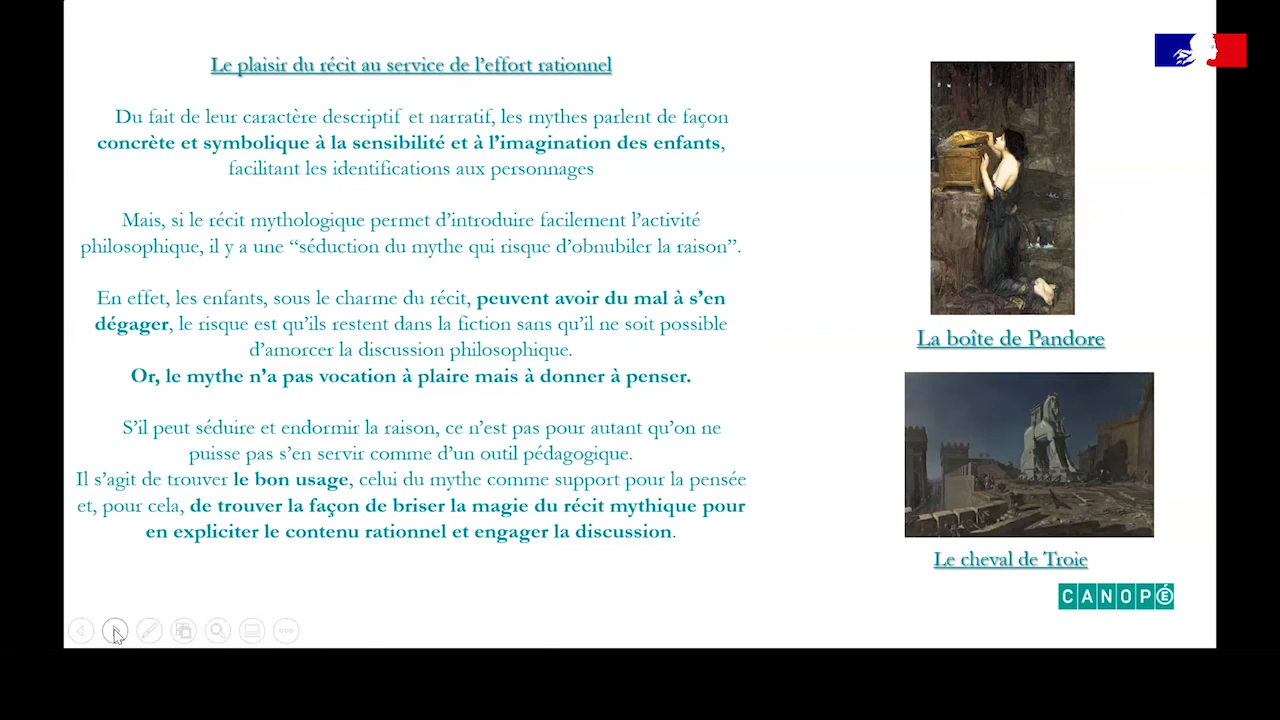 Le plaisir du récit au service de l’effort rationnel
Du fait de leur caractère descriptif et narratif, les mythes parlent de façon
concrète et symbolique à la sensibilité et à l’imagination des enfants,
facilitant les identifications aux personnages
Mais, si le récit mythologique permet d’introduire facilement l’activité
philosophique, il y a une “séduction du mythe qui risque d’obnubiler la raison”.
En effet, les enfants, sous le charme du récit, peuvent avoir du mal à s’en
dégager, le risque est qu’ils restent dans la fiction sans qu’il ne soit possible
d’amorcer la discussion philosophique.
Or, le mythe n’a pas vocation à plaire mais à donner à penser.
S’il peut séduire et endormir la raison, ce n’est pas pour autant qu’on ne
puisse pas s’en servir comme d’un outil pédagogique.
Il s’agit de trouver le bon usage, celui du mythe comme support pour la pensée
et, pour cela, de trouver la façon de briser la magie du récit mythique pour
en expliciter le contenu rationnel et engager la discussion.
La boîte de Pandore
Le cheval de Troie
CANOPÉ